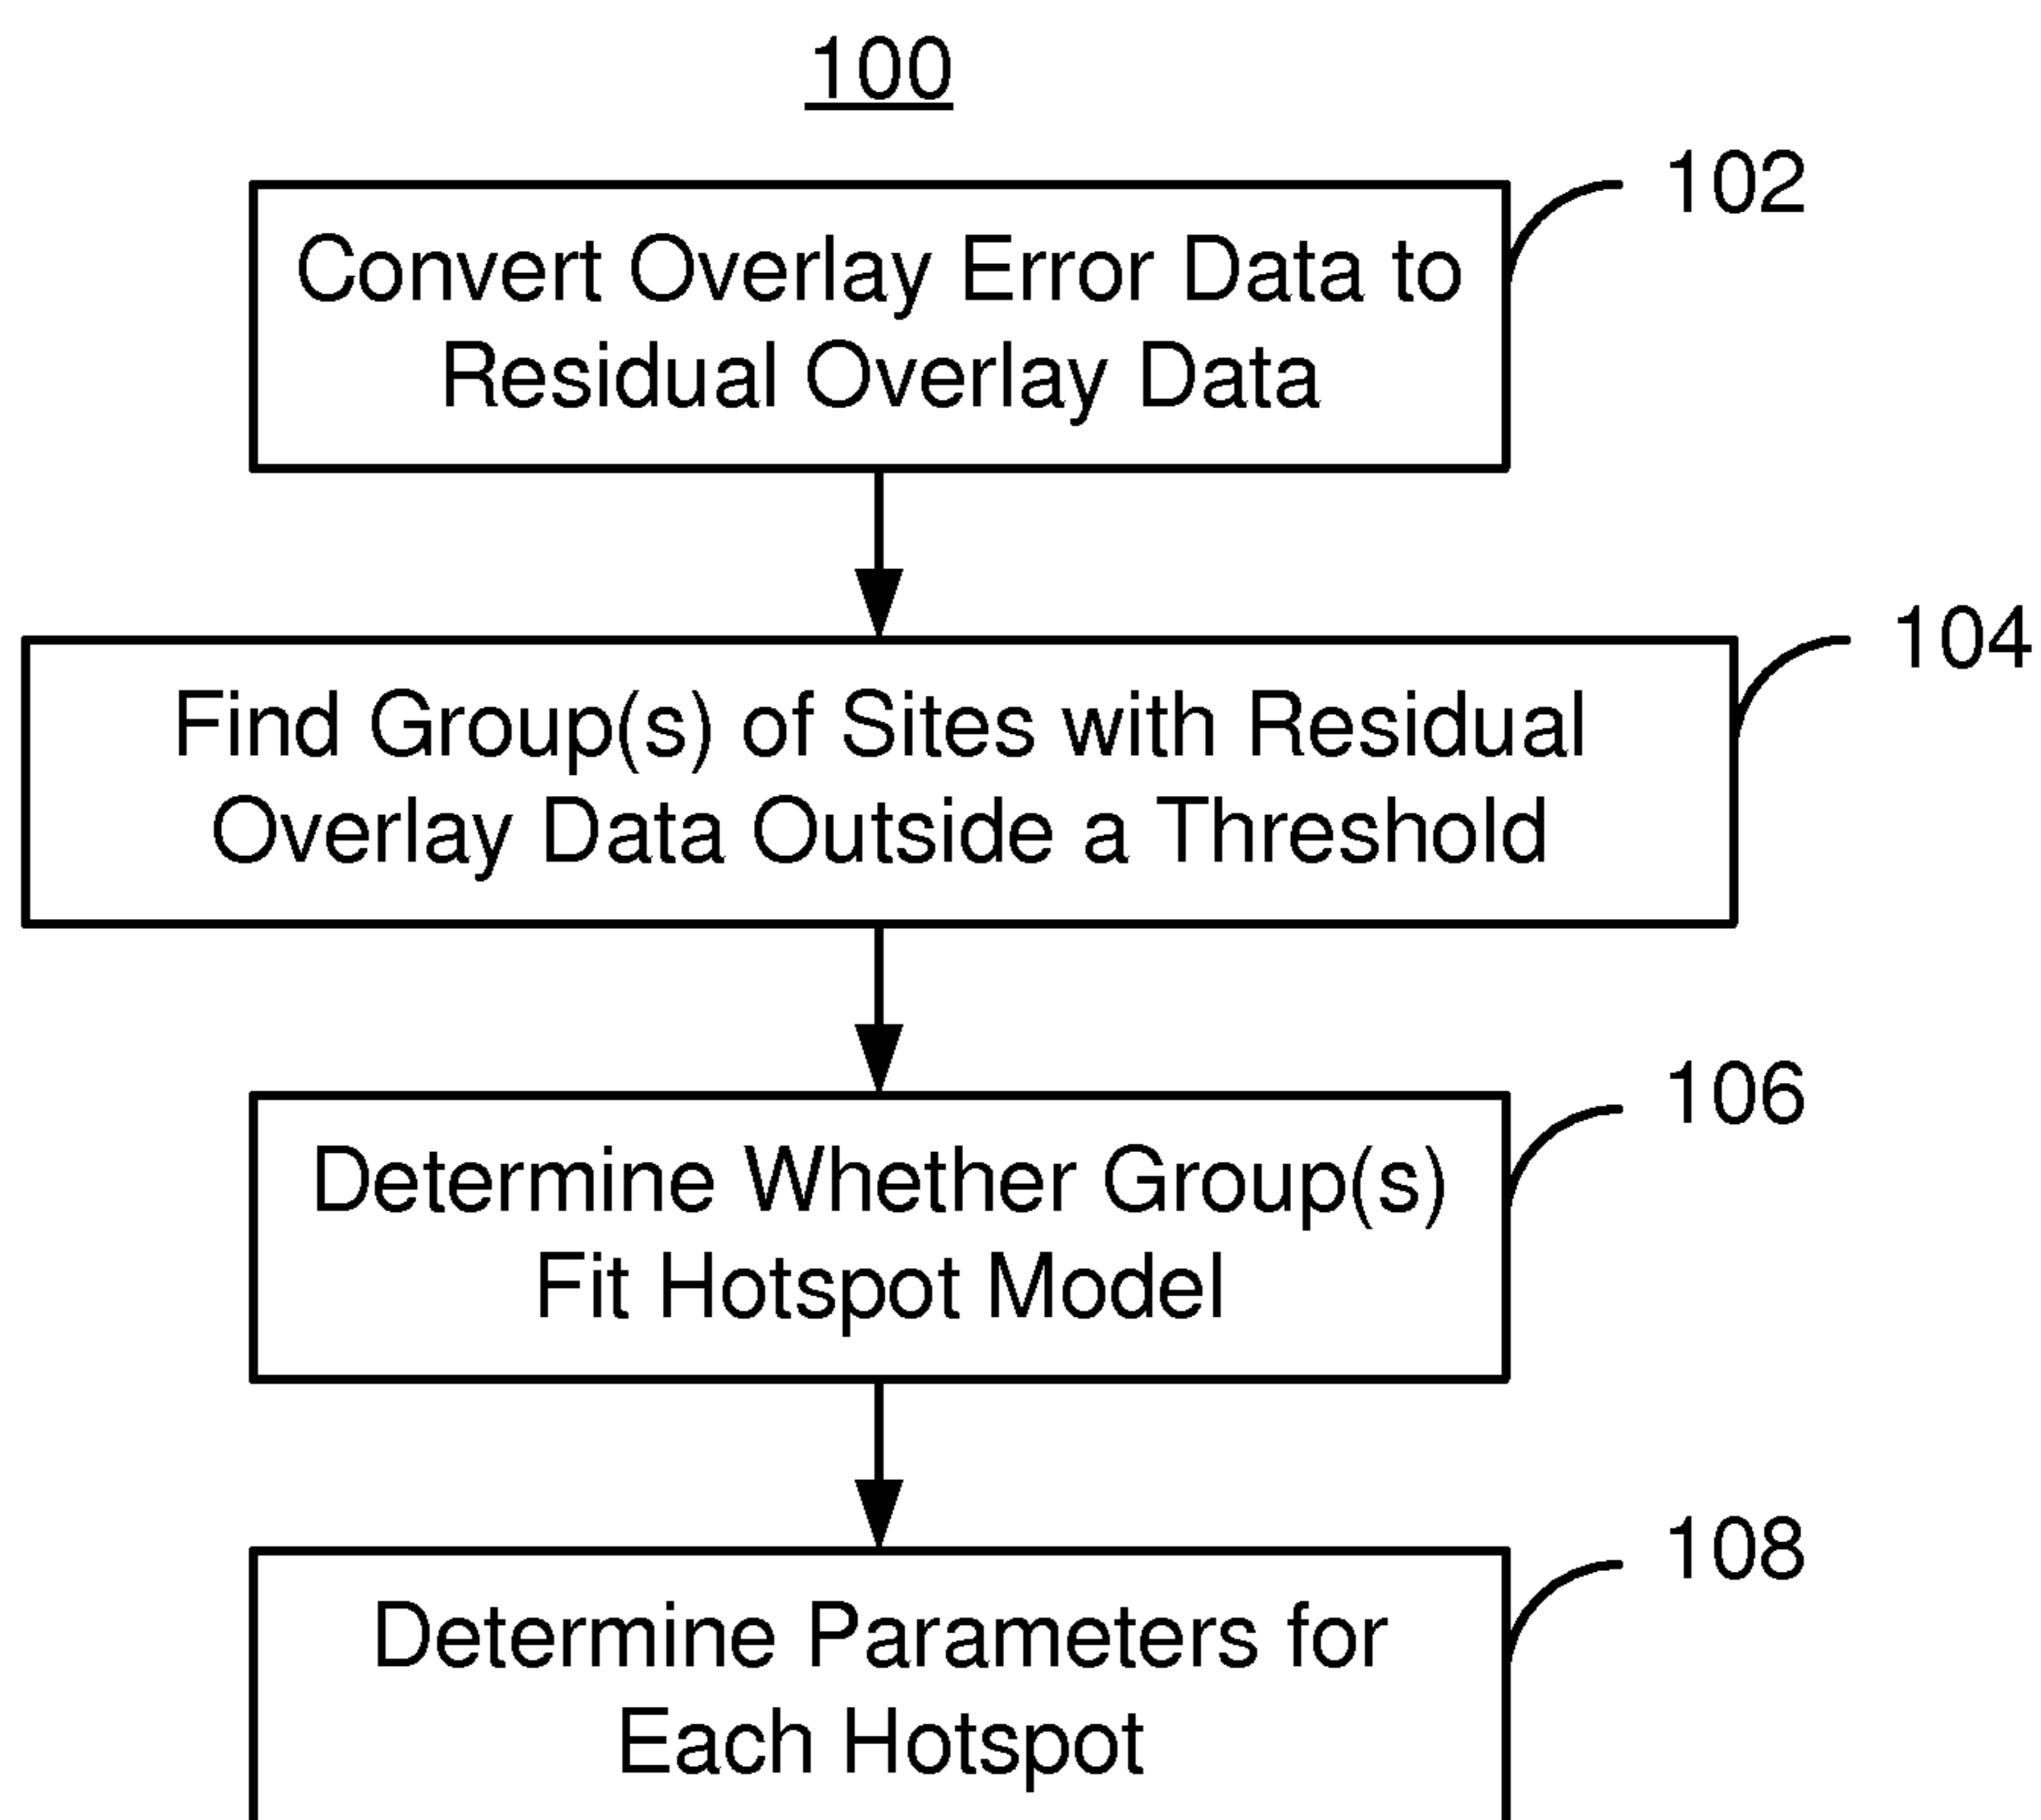 100
102
Convert Overlay Error Data to
Residual Overlay Data
104
Find Group(s) of Sites with Residual
Overlay Data Outside a Threshold
106
Determine Whether Group(s)
Fit Hotspot Model
108
Determine Parameters for
Each Hotspot